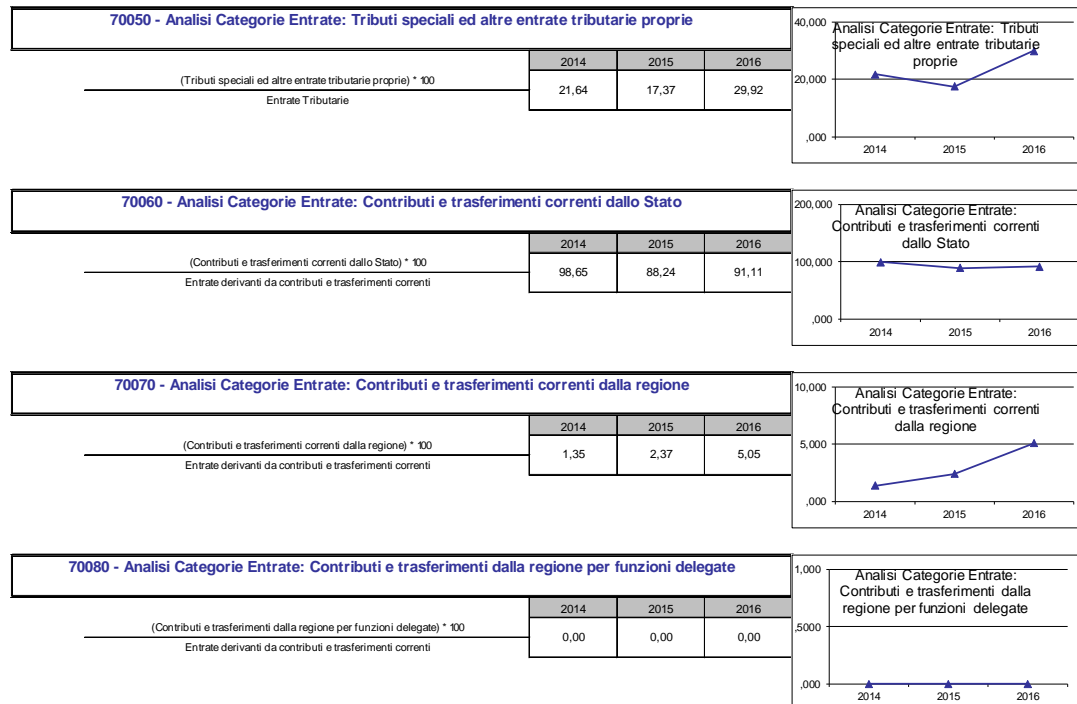 70050 - Analisi Categorie Entrate: Tributi speciali ed altre entrate tributarie proprie
2014 2015 2016
(Tributi speciali ed altre entrate tributarie proprie) * 100
21,64 17,37 29,92
Entrate Tributarie
40,000
Analisi Categorie Entrate: Tributi
speciali ed altre entrate tributarie
proprie
20,000
,000
2014 2015 2016
70060 - Analisi Categorie Entrate: Contributi e trasferimenti correnti dallo Stato
2014 2015 2016
(Contributi e trasferimenti correnti dallo Stato) * 100
98,65 88,24 91,11
Entrate derivanti da contributi e trasferimenti correnti
200,000
Analisi Categorie Entrate:
Contributi e trasferimenti correnti
dallo Stato
100,000
,000
2014 2015 2016
70070 - Analisi Categorie Entrate: Contributi e trasferimenti correnti dalla regione
2014 2015 2016
(Contributi e trasferimenti correnti dalla regione) * 100
1,35 2,37 5,05
Entrate derivanti da contributi e trasferimenti correnti
10,000
Analisi Categorie Entrate:
Contributi e trasferimenti correnti
dalla regione
5,000
,000
2014 2015 2016
70080 - Analisi Categorie Entrate: Contributi e trasferimenti dalla regione per funzioni delegate
2014 2015 2016
(Contributi e trasferimenti dalla regione per funzioni delegate) * 100
0,00 0,00 0,00
Entrate derivanti da contributi e trasferimenti correnti
1,000
Analisi Categorie Entrate:
Contributi e trasferimenti dalla
regione per funzioni delegate
,5000
,000
2014 2015 2016